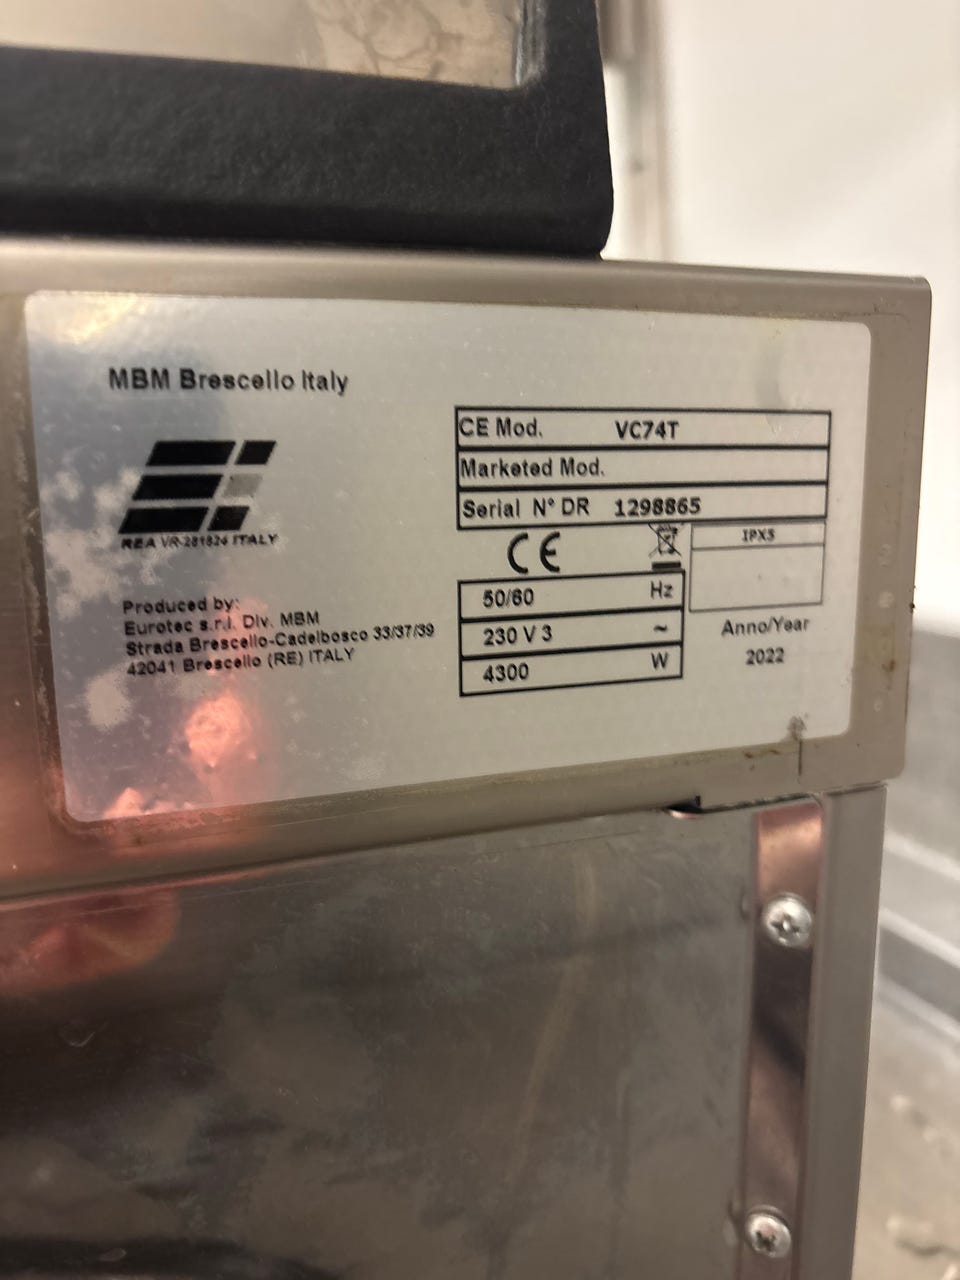 MBM Brescello Italy
REA VR-281824 ITALY
Produced by:
Eurotec s.r.l. Div. MBM
Strada Brescello-Cadelbosco 33/37/39
42041 Brescello (RE) ITALY
CE Mod. VC74T
Marketed Mod.
Serial N° DR 1298865
CE
IPX5
50/60 Hz
230 V 3 ~
4300 W
Anno/Year
2022